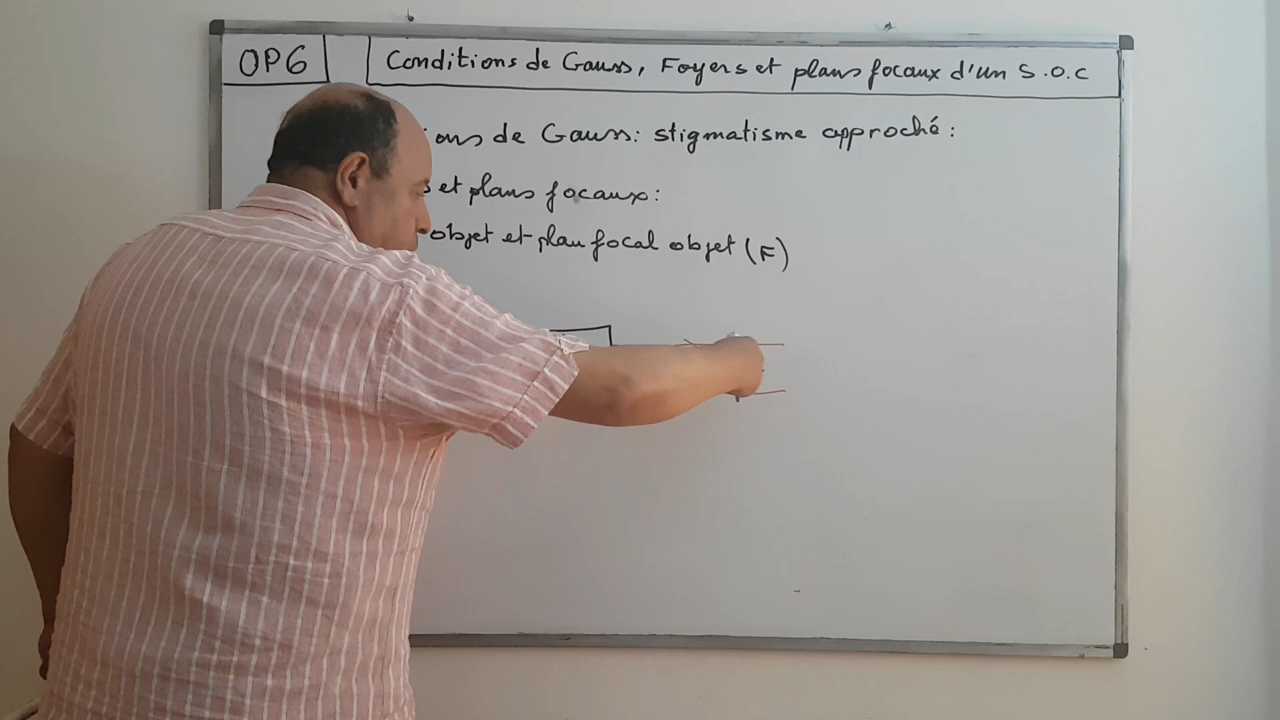 OP6
Conditions de Gauss, Foyers et plans focaux d'un S.O.C
ons de Gauss: stigmatisme approché:
s et plans focaux:
objet et plan focal objet (F)